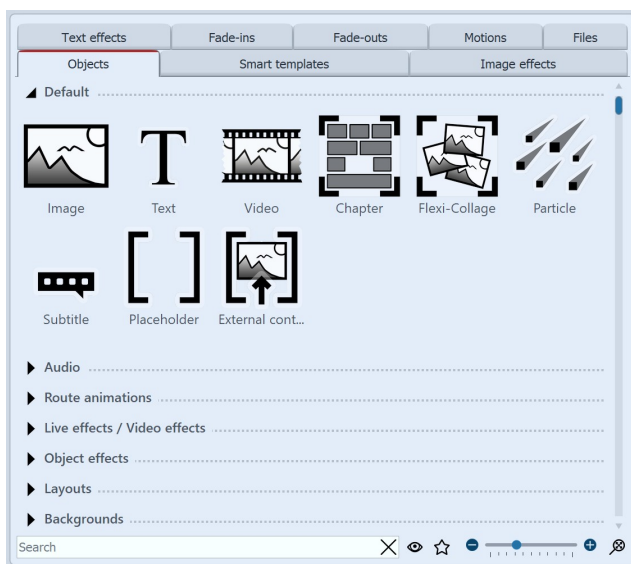 Text effects Fade-ins Fade-outs Motions Files
Objects Smart templates Image effects
Default
Image Text Video Chapter Flexi-Collage Particle
Subtitle Placeholder External cont...
Audio
Route animations
Live effects / Video effects
Object effects
Layouts
Backgrounds
Search